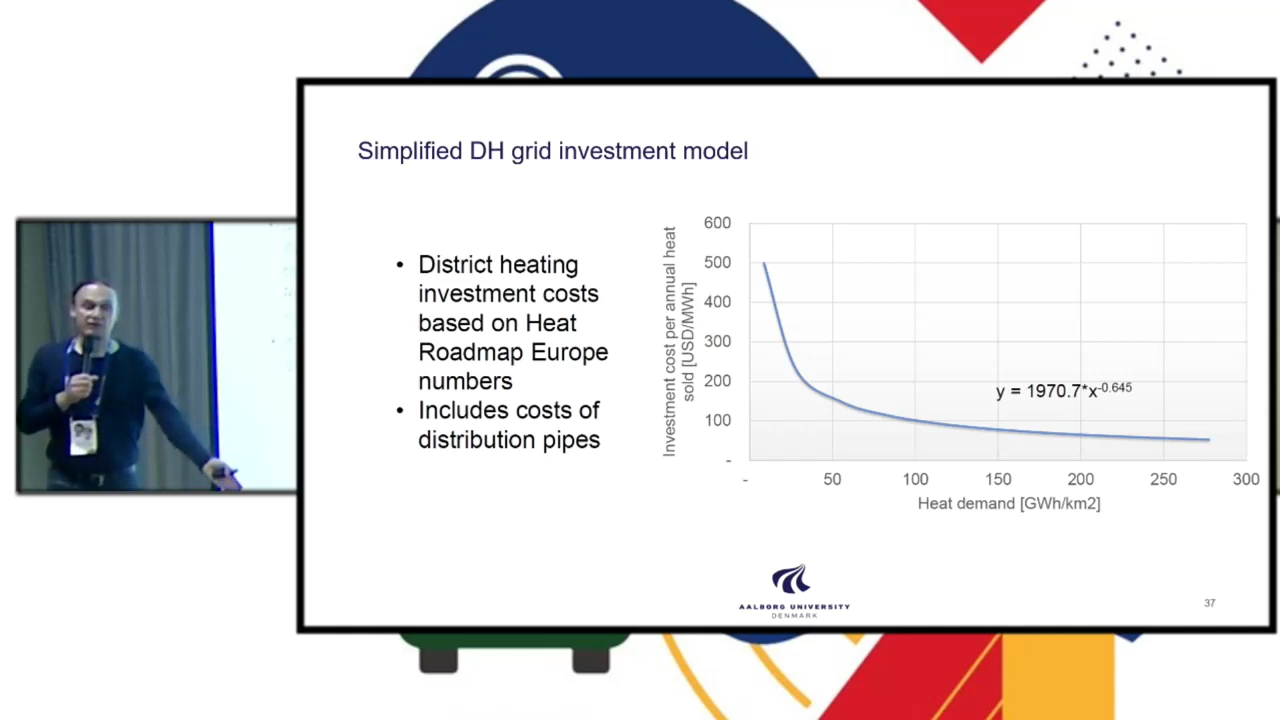 Simplified DH grid investment model
• District heating
investment costs
based on Heat
Roadmap Europe
numbers
• Includes costs of
distribution pipes
Investment cost per annual heat
sold [USD/MWh]
600
500
400
300
200
100
-
y = 1970.7*x^-0.645
- 50 100 150 200 250 300
Heat demand [GWh/km2]
AALBORG UNIVERSITY
DENMARK
37